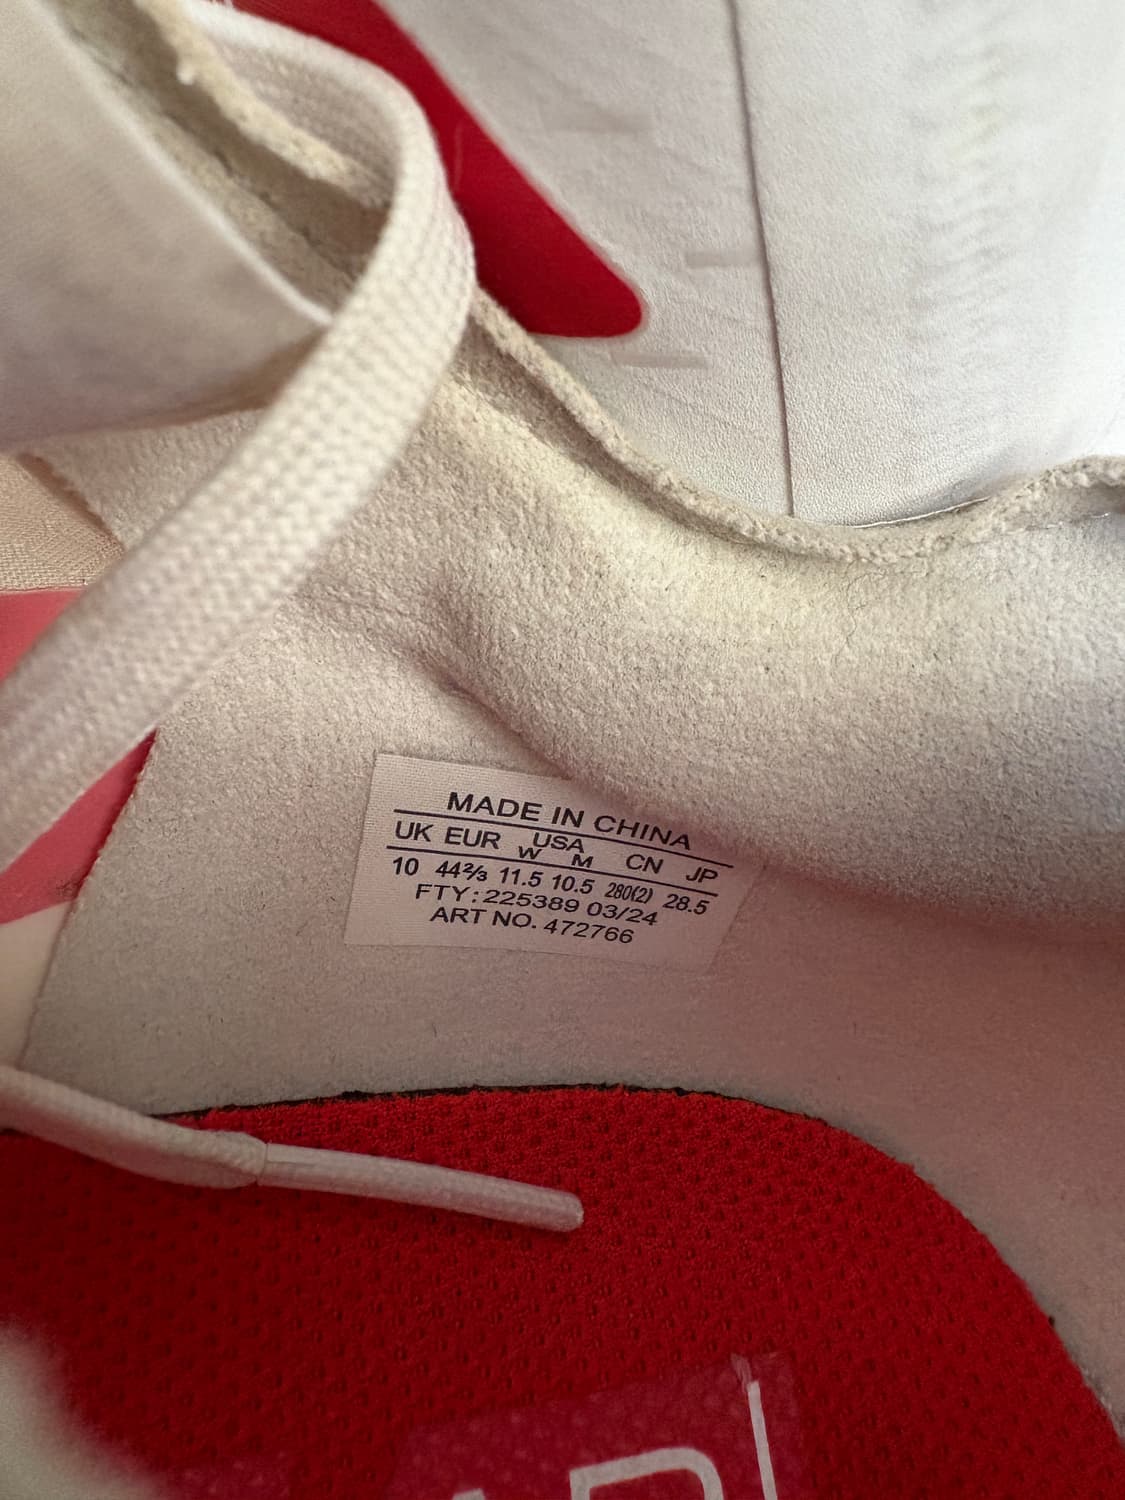 MADE IN CHINA
UK EUR USA CN JP
W M
10 44⅔ 11.5 10.5 280(2) 28.5
FTY: 225389 03/24
ART NO. 472766